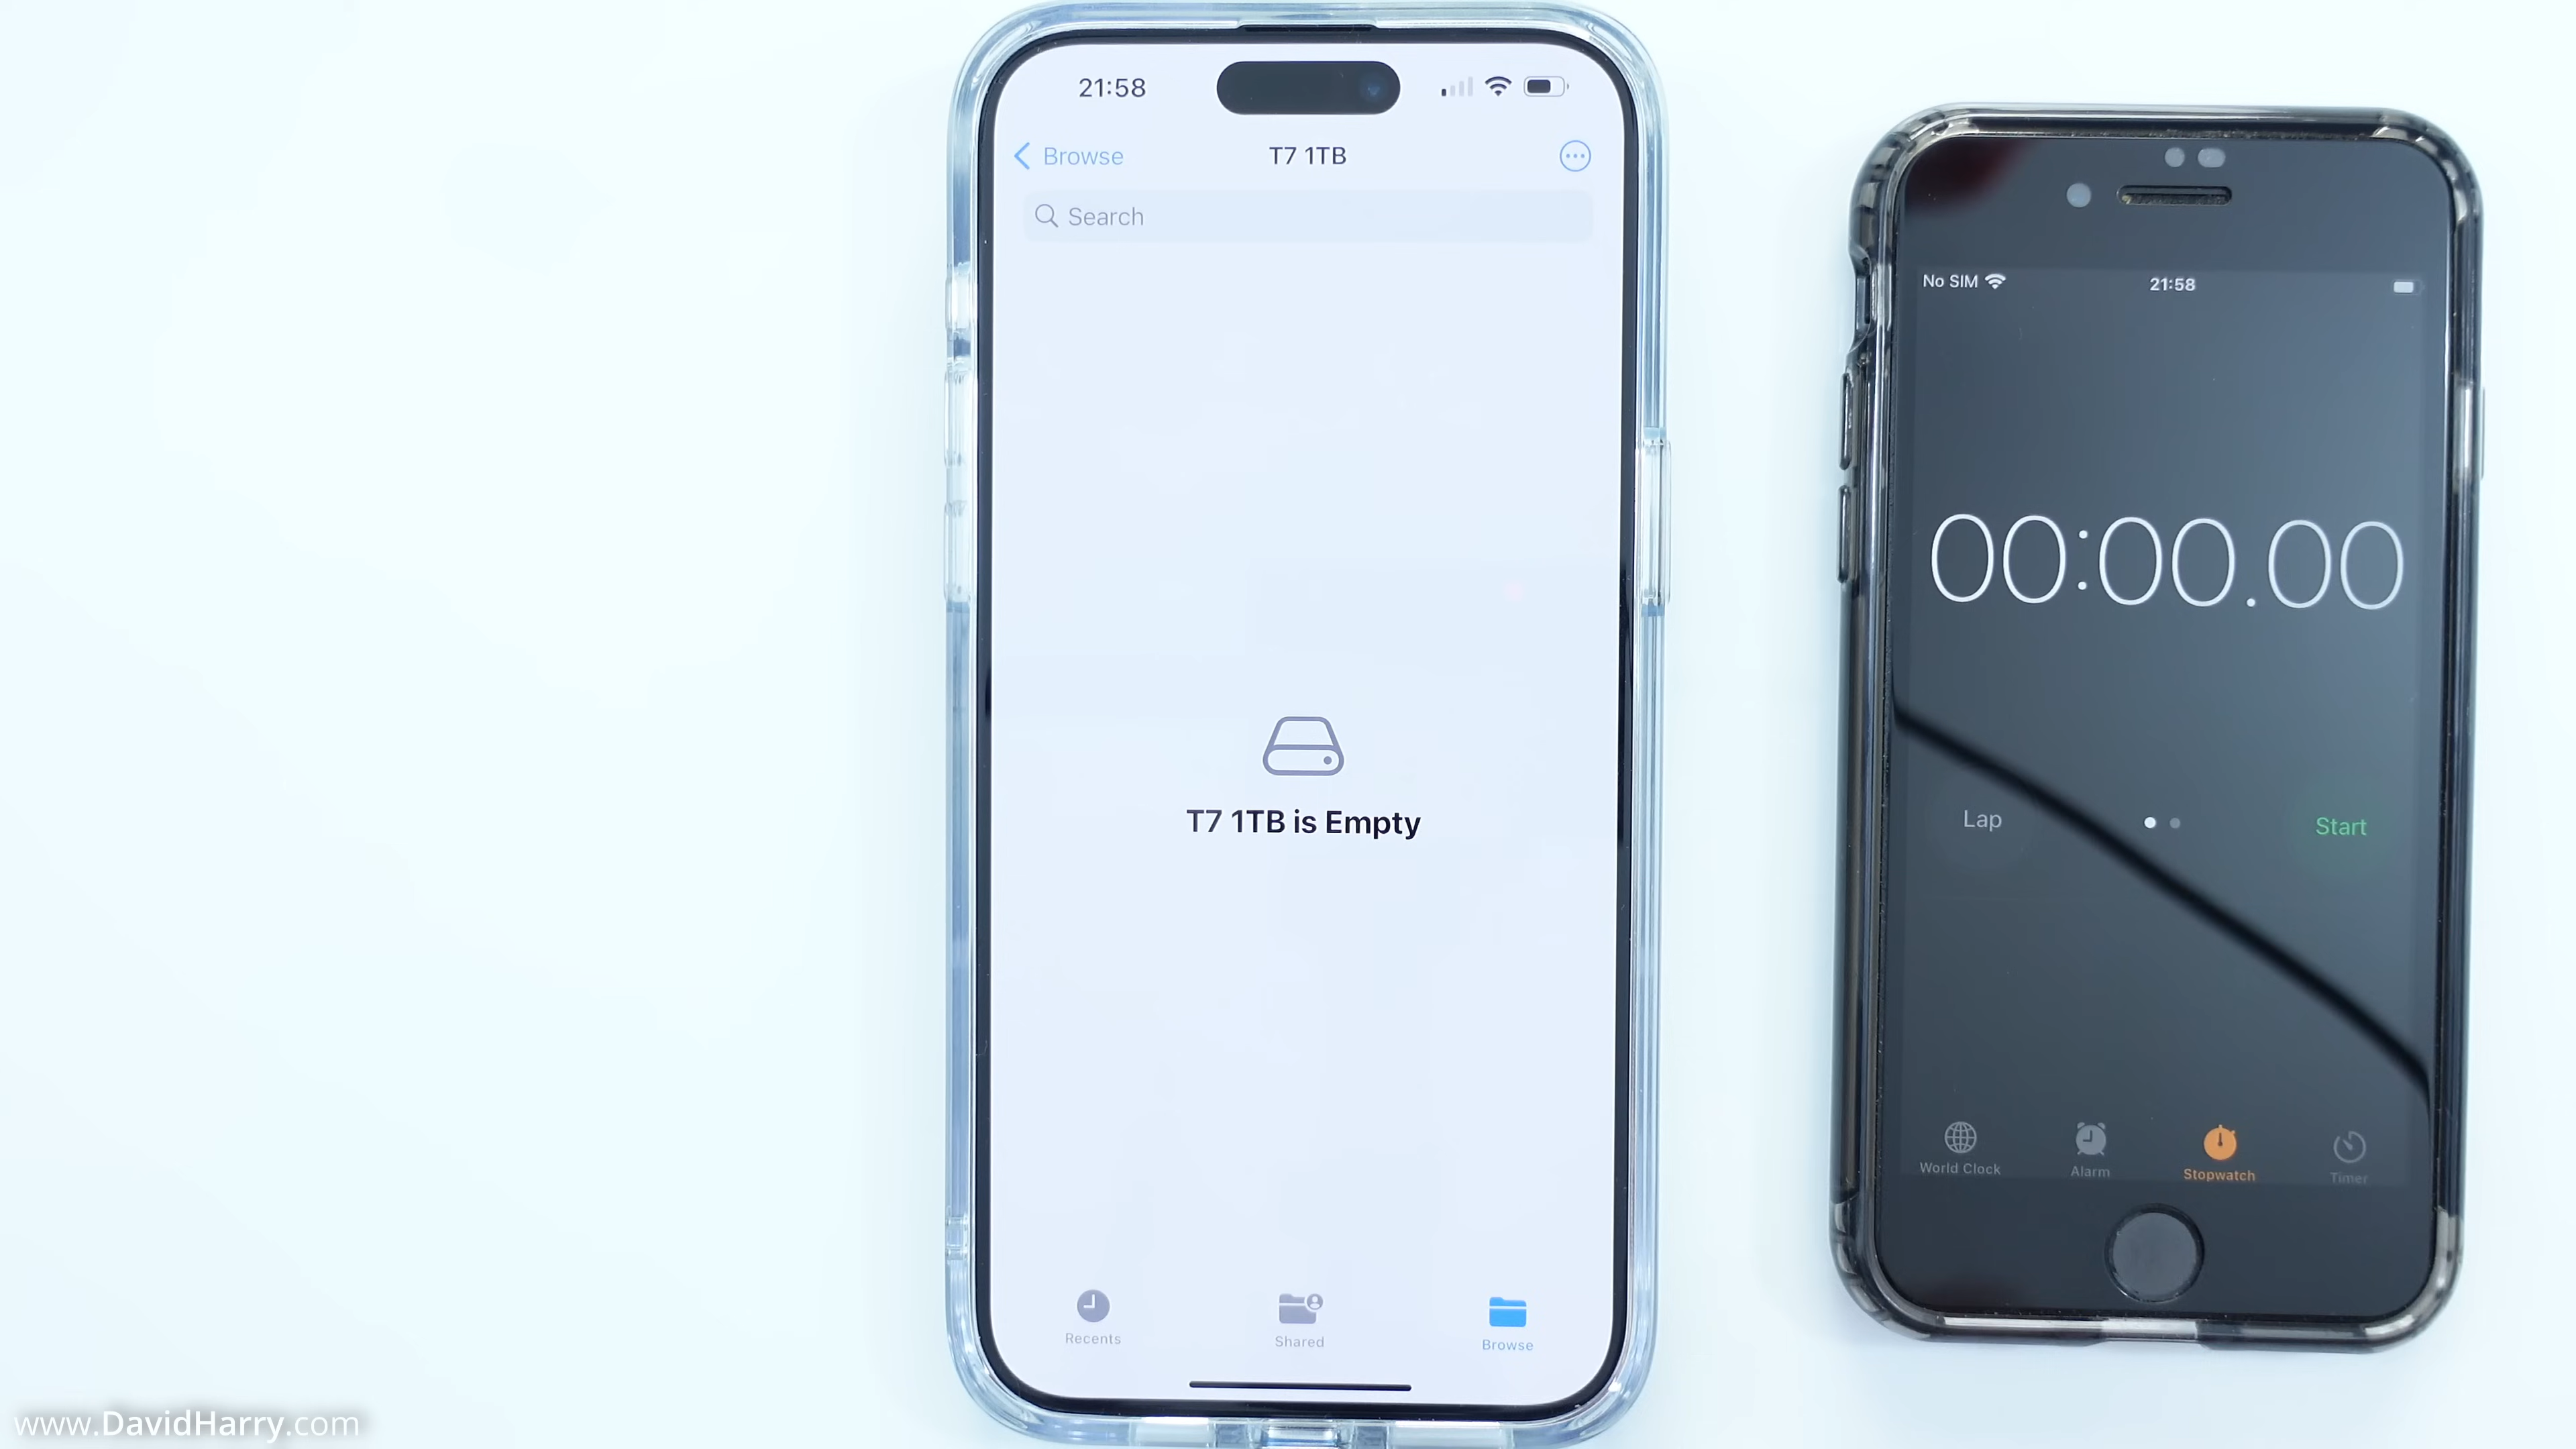 21:58
Browse
T7 1TB
Search
T7 1TB is Empty
Recents
Shared
Browse
No SIM
21:58
00:00.00
Lap
Start
World Clock
Alarm
Stopwatch
Timer
www.DavidHarry.com